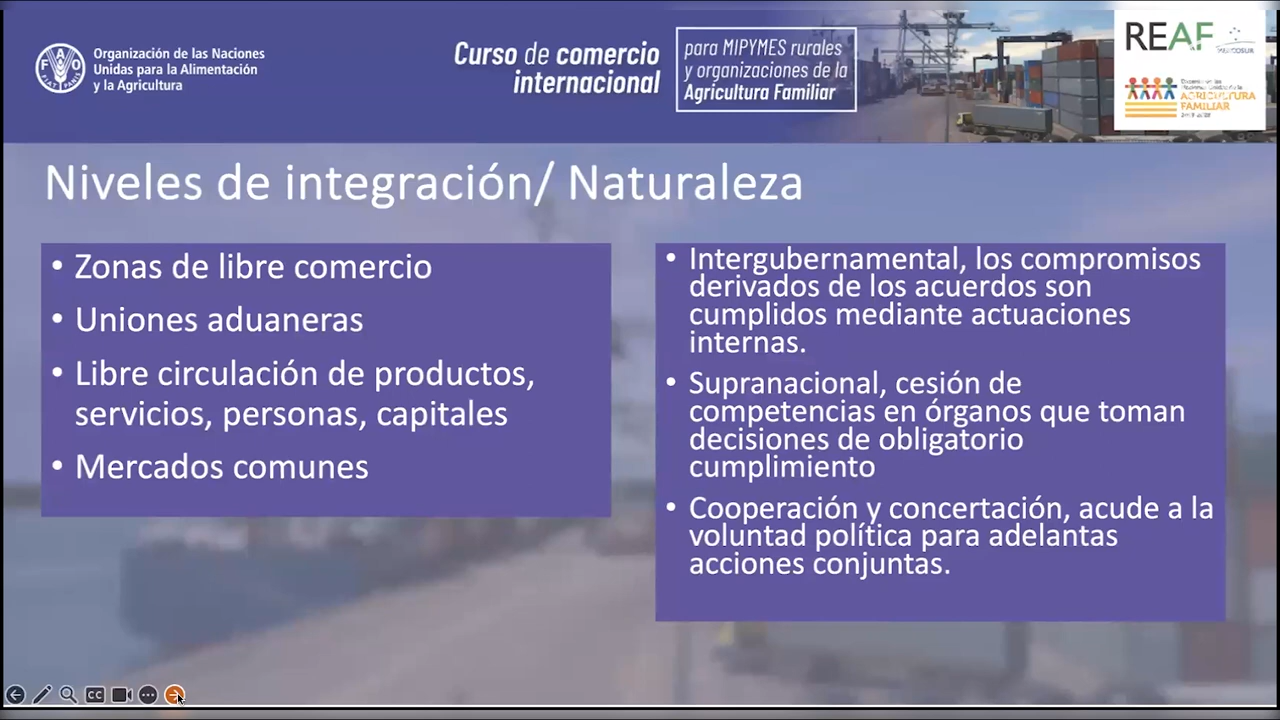 Organización de las Naciones
Unidas para la Alimentación
y la Agricultura
Curso de comercio
internacional
para MIPYMES rurales
y organizaciones de la
Agricultura Familiar
REAF
MERCOSUR
AGRICULTURA
FAMILIAR
Niveles de integración/ Naturaleza
• Zonas de libre comercio
• Uniones aduaneras
• Libre circulación de productos,
servicios, personas, capitales
• Mercados comunes
• Intergubernamental, los compromisos
derivados de los acuerdos son
cumplidos mediante actuaciones
internas.
• Supranacional, cesión de
competencias en órganos que toman
decisiones de obligatorio
cumplimiento
• Cooperación y concertación, acude a la
voluntad política para adelantas
acciones conjuntas.
CC